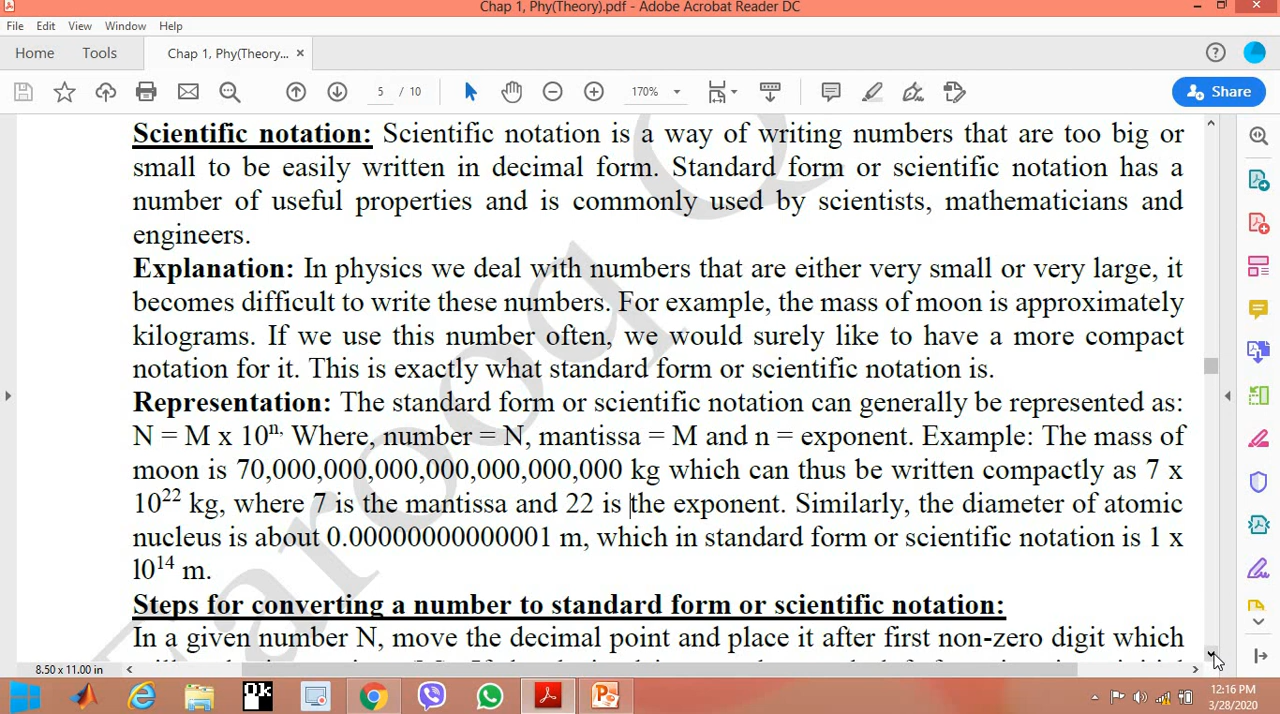 Chap 1, Phy(Theory).pdf - Adobe Acrobat Reader DC
File Edit View Window Help
Home Tools Chap 1, Phy(Theory... ×
5 / 10 170% Share
Scientific notation: Scientific notation is a way of writing numbers that are too big or
small to be easily written in decimal form. Standard form or scientific notation has a
number of useful properties and is commonly used by scientists, mathematicians and
engineers.
Explanation: In physics we deal with numbers that are either very small or very large, it
becomes difficult to write these numbers. For example, the mass of moon is approximately
kilograms. If we use this number often, we would surely like to have a more compact
notation for it. This is exactly what standard form or scientific notation is.
Representation: The standard form or scientific notation can generally be represented as:
N = M x 10ⁿ, Where, number = N, mantissa = M and n = exponent. Example: The mass of
moon is 70,000,000,000,000,000,000,000 kg which can thus be written compactly as 7 x
10²² kg, where 7 is the mantissa and 22 is the exponent. Similarly, the diameter of atomic
nucleus is about 0.00000000000001 m, which in standard form or scientific notation is 1 x
l0¹⁴ m.
Steps for converting a number to standard form or scientific notation:
In a given number N, move the decimal point and place it after first non-zero digit which
8.50 x 11.00 in
12:16 PM
3/28/2020